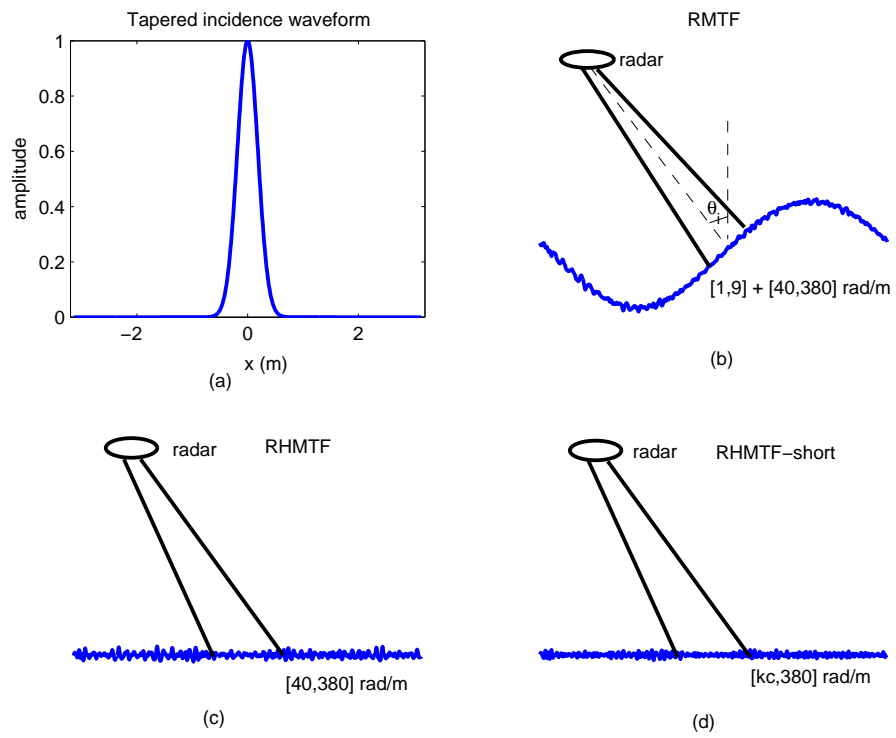 Tapered incidence waveform
1
0.8
0.6
0.4
0.2
0
amplitude
−2
0
2
x (m)
(a)
RMTF
radar
θi
[1,9] + [40,380] rad/m
(b)
RHMTF
radar
[40,380] rad/m
(c)
RHMTF−short
radar
[kc,380] rad/m
(d)